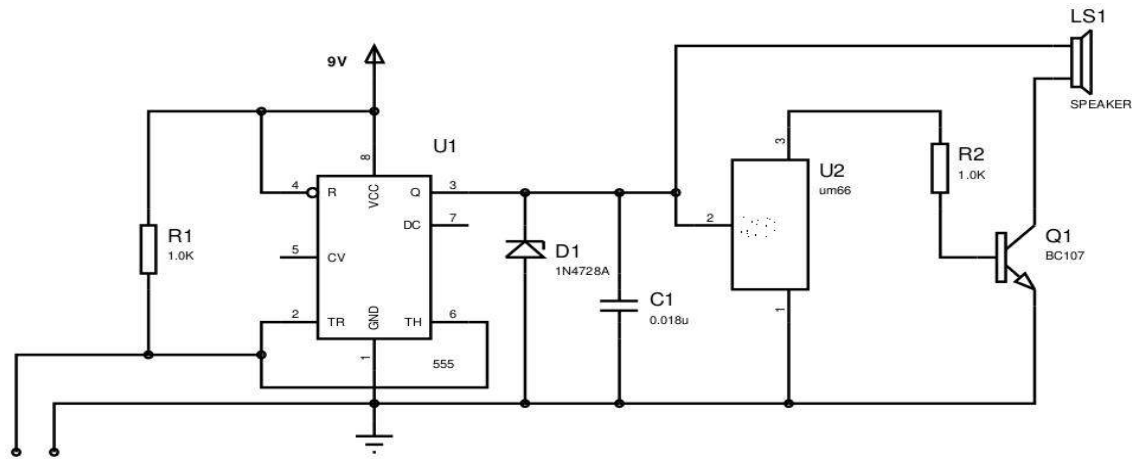 LS1
SPEAKER
9V
U1
8
VCC
4
R
Q
3
DC
7
5
CV
2
TR
GND
TH
6
1
555
R1
1.0K
D1
1N4728A
C1
0.018u
3
U2
um66
2
1
R2
1.0K
Q1
BC107